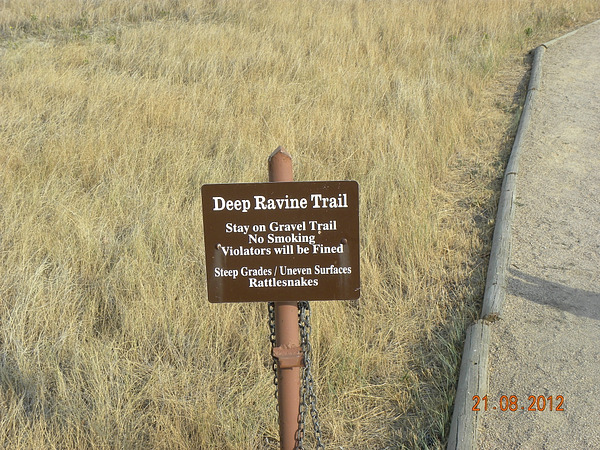 Deep Ravine Trail
Stay on Gravel Trail
No Smoking
Violators will be Fined
Steep Grades / Uneven Surfaces
Rattlesnakes
21.08.2012